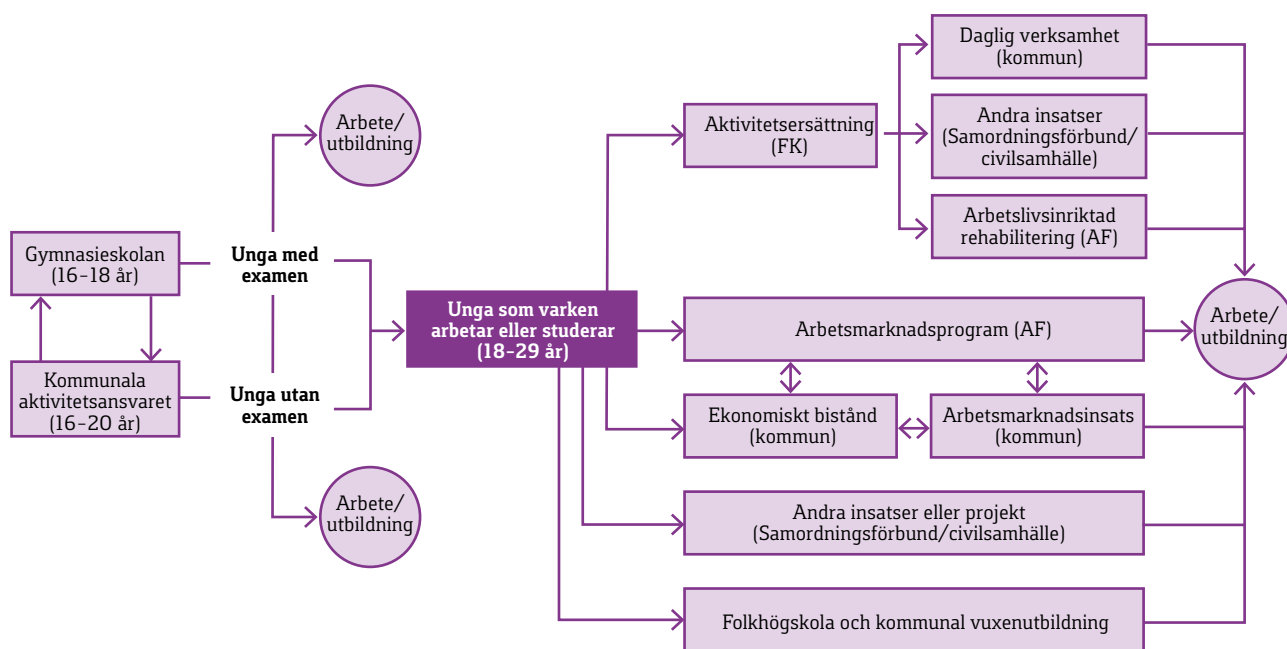 Gymnasieskolan
(16–18 år)
Kommunala
aktivitetsansvaret
(16–20 år)
Arbete/
utbildning
Unga med
examen
Unga utan
examen
Arbete/
utbildning
Unga som varken
arbetar eller studerar
(18–29 år)
Aktivitetsersättning
(FK)
Daglig verksamhet
(kommun)
Andra insatser
(Samordningsförbund/
civilsamhälle)
Arbetslivsinriktad
rehabilitering (AF)
Arbetsmarknadsprogram (AF)
Ekonomiskt bistånd
(kommun)
Arbetsmarknadsinsats
(kommun)
Andra insatser eller projekt
(Samordningsförbund/civilsamhälle)
Folkhögskola och kommunal vuxenutbildning
Arbete/
utbildning